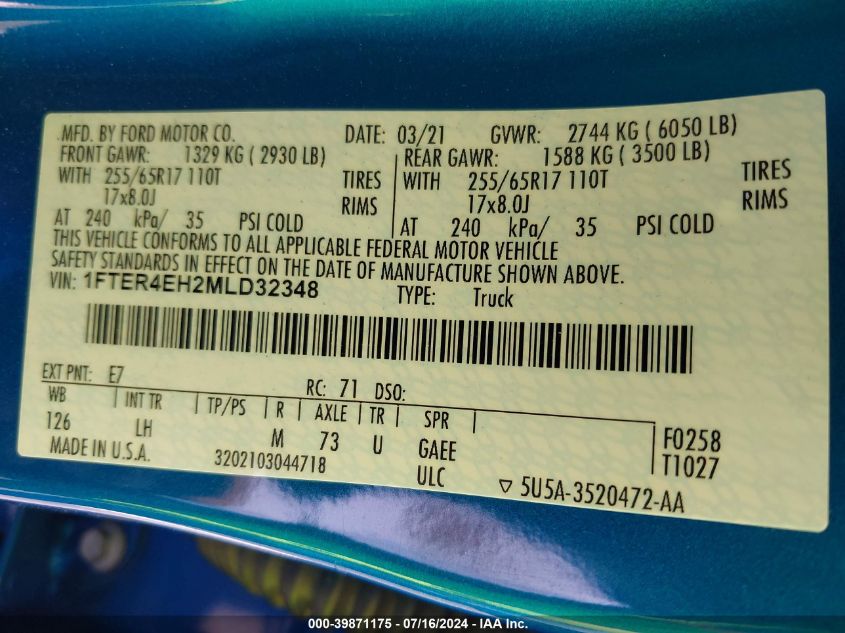 MFD. BY FORD MOTOR CO. DATE: 03/21 GVWR: 2744 KG ( 6050 LB)
FRONT GAWR: 1329 KG ( 2930 LB) REAR GAWR: 1588 KG ( 3500 LB)
WITH 255/65R17 110T TIRES WITH 255/65R17 110T TIRES
17x8.0J RIMS 17x8.0J RIMS
AT 240 kPa/ 35 PSI COLD AT 240 kPa/ 35 PSI COLD
THIS VEHICLE CONFORMS TO ALL APPLICABLE FEDERAL MOTOR VEHICLE
SAFETY STANDARDS IN EFFECT ON THE DATE OF MANUFACTURE SHOWN ABOVE.
VIN: 1FTER4EH2MLD32348 TYPE: Truck
EXT PNT: E7 RC: 71 DSO:
WB INT TR TP/PS R AXLE TR SPR
126 LH M 73 U GAEE F0258
MADE IN U.S.A. 3202103044718 ULC T1027
▽ 5U5A-3520472-AA
000-39871175 / 07/16/2024 - IAA Inc.